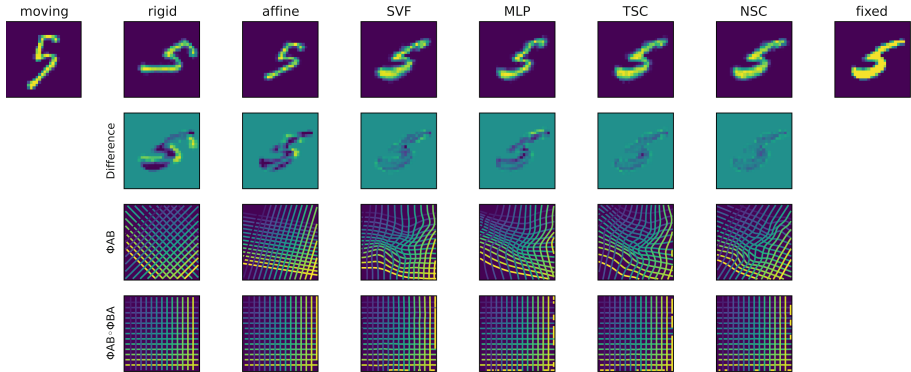 moving rigid affine SVF MLP TSC NSC fixed
Difference
ΦAB
ΦAB∘ΦBA